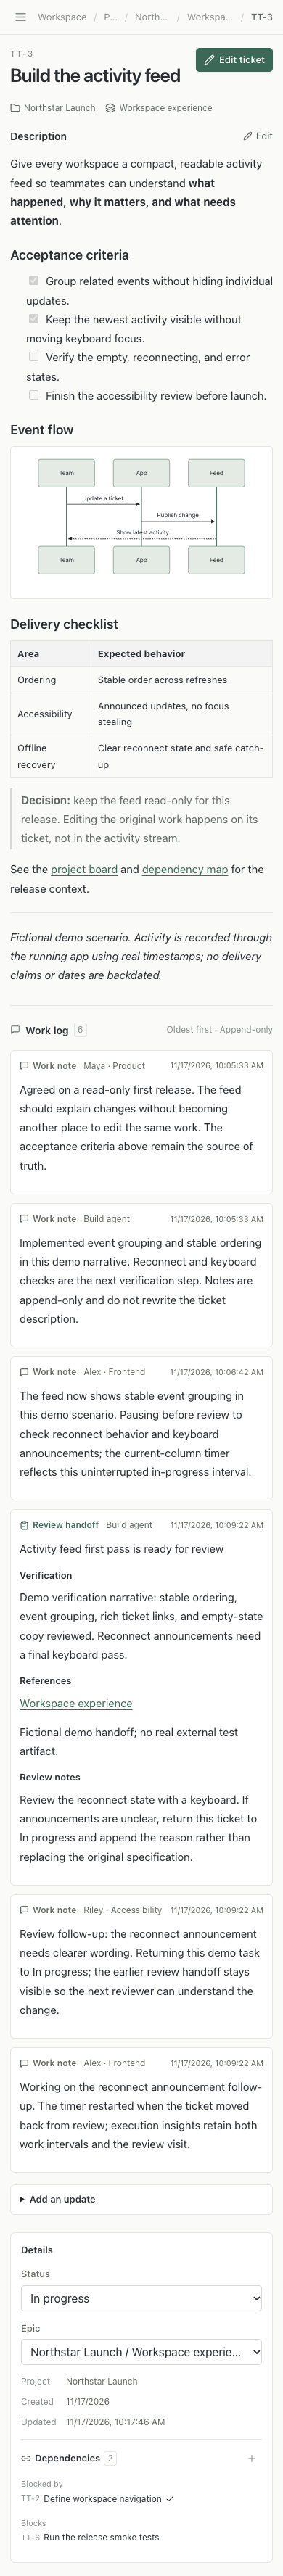 Workspace / P... / North... / Workspa... / TT-3
TT-3
Build the activity feed
Edit ticket
Northstar Launch Workspace experience
Description
Edit
Give every workspace a compact, readable activity
feed so teammates can understand what
happened, why it matters, and what needs
attention.
Acceptance criteria
Group related events without hiding individual
updates.
Keep the newest activity visible without
moving keyboard focus.
Verify the empty, reconnecting, and error
states.
Finish the accessibility review before launch.
Event flow
Team App Feed
Update a ticket
Publish change
Show latest activity
Team App Feed
Delivery checklist
Area Expected behavior
Ordering Stable order across refreshes
Accessibility Announced updates, no focus
stealing
Offline
recovery
Clear reconnect state and safe catch-
up
Decision: keep the feed read-only for this
release. Editing the original work happens on its
ticket, not in the activity stream.
See the project board and dependency map for the
release context.
Fictional demo scenario. Activity is recorded through
the running app using real timestamps; no delivery
claims or dates are backdated.
Work log 6 Oldest first · Append-only
Work note Maya · Product 11/17/2026, 10:05:33 AM
Agreed on a read-only first release. The feed
should explain changes without becoming
another place to edit the same work. The
acceptance criteria above remain the source of
truth.
Work note Build agent 11/17/2026, 10:05:33 AM
Implemented event grouping and stable ordering
in this demo narrative. Reconnect and keyboard
checks are the next verification step. Notes are
append-only and do not rewrite the ticket
description.
Work note Alex · Frontend 11/17/2026, 10:06:42 AM
The feed now shows stable event grouping in
this demo scenario. Pausing before review to
check reconnect behavior and keyboard
announcements; the current-column timer
reflects this uninterrupted in-progress interval.
Review handoff Build agent 11/17/2026, 10:09:22 AM
Activity feed first pass is ready for review
Verification
Demo verification narrative: stable ordering,
event grouping, rich ticket links, and empty-state
copy reviewed. Reconnect announcements need
a final keyboard pass.
References
Workspace experience
Fictional demo handoff; no real external test
artifact.
Review notes
Review the reconnect state with a keyboard. If
announcements are unclear, return this ticket to
In progress and append the reason rather than
replacing the original specification.
Work note Riley · Accessibility 11/17/2026, 10:09:22 AM
Review follow-up: the reconnect announcement
needs clearer wording. Returning this demo task
to In progress; the earlier review handoff stays
visible so the next reviewer can understand the
change.
Work note Alex · Frontend 11/17/2026, 10:09:22 AM
Working on the reconnect announcement follow-
up. The timer restarted when the ticket moved
back from review; execution insights retain both
work intervals and the review visit.
Add an update
Details
Status
In progress
Epic
Northstar Launch / Workspace experie...
Project Northstar Launch
Created 11/17/2026
Updated 11/17/2026, 10:17:46 AM
Dependencies 2
Blocked by
TT-2 Define workspace navigation ✓
Blocks
TT-6 Run the release smoke tests